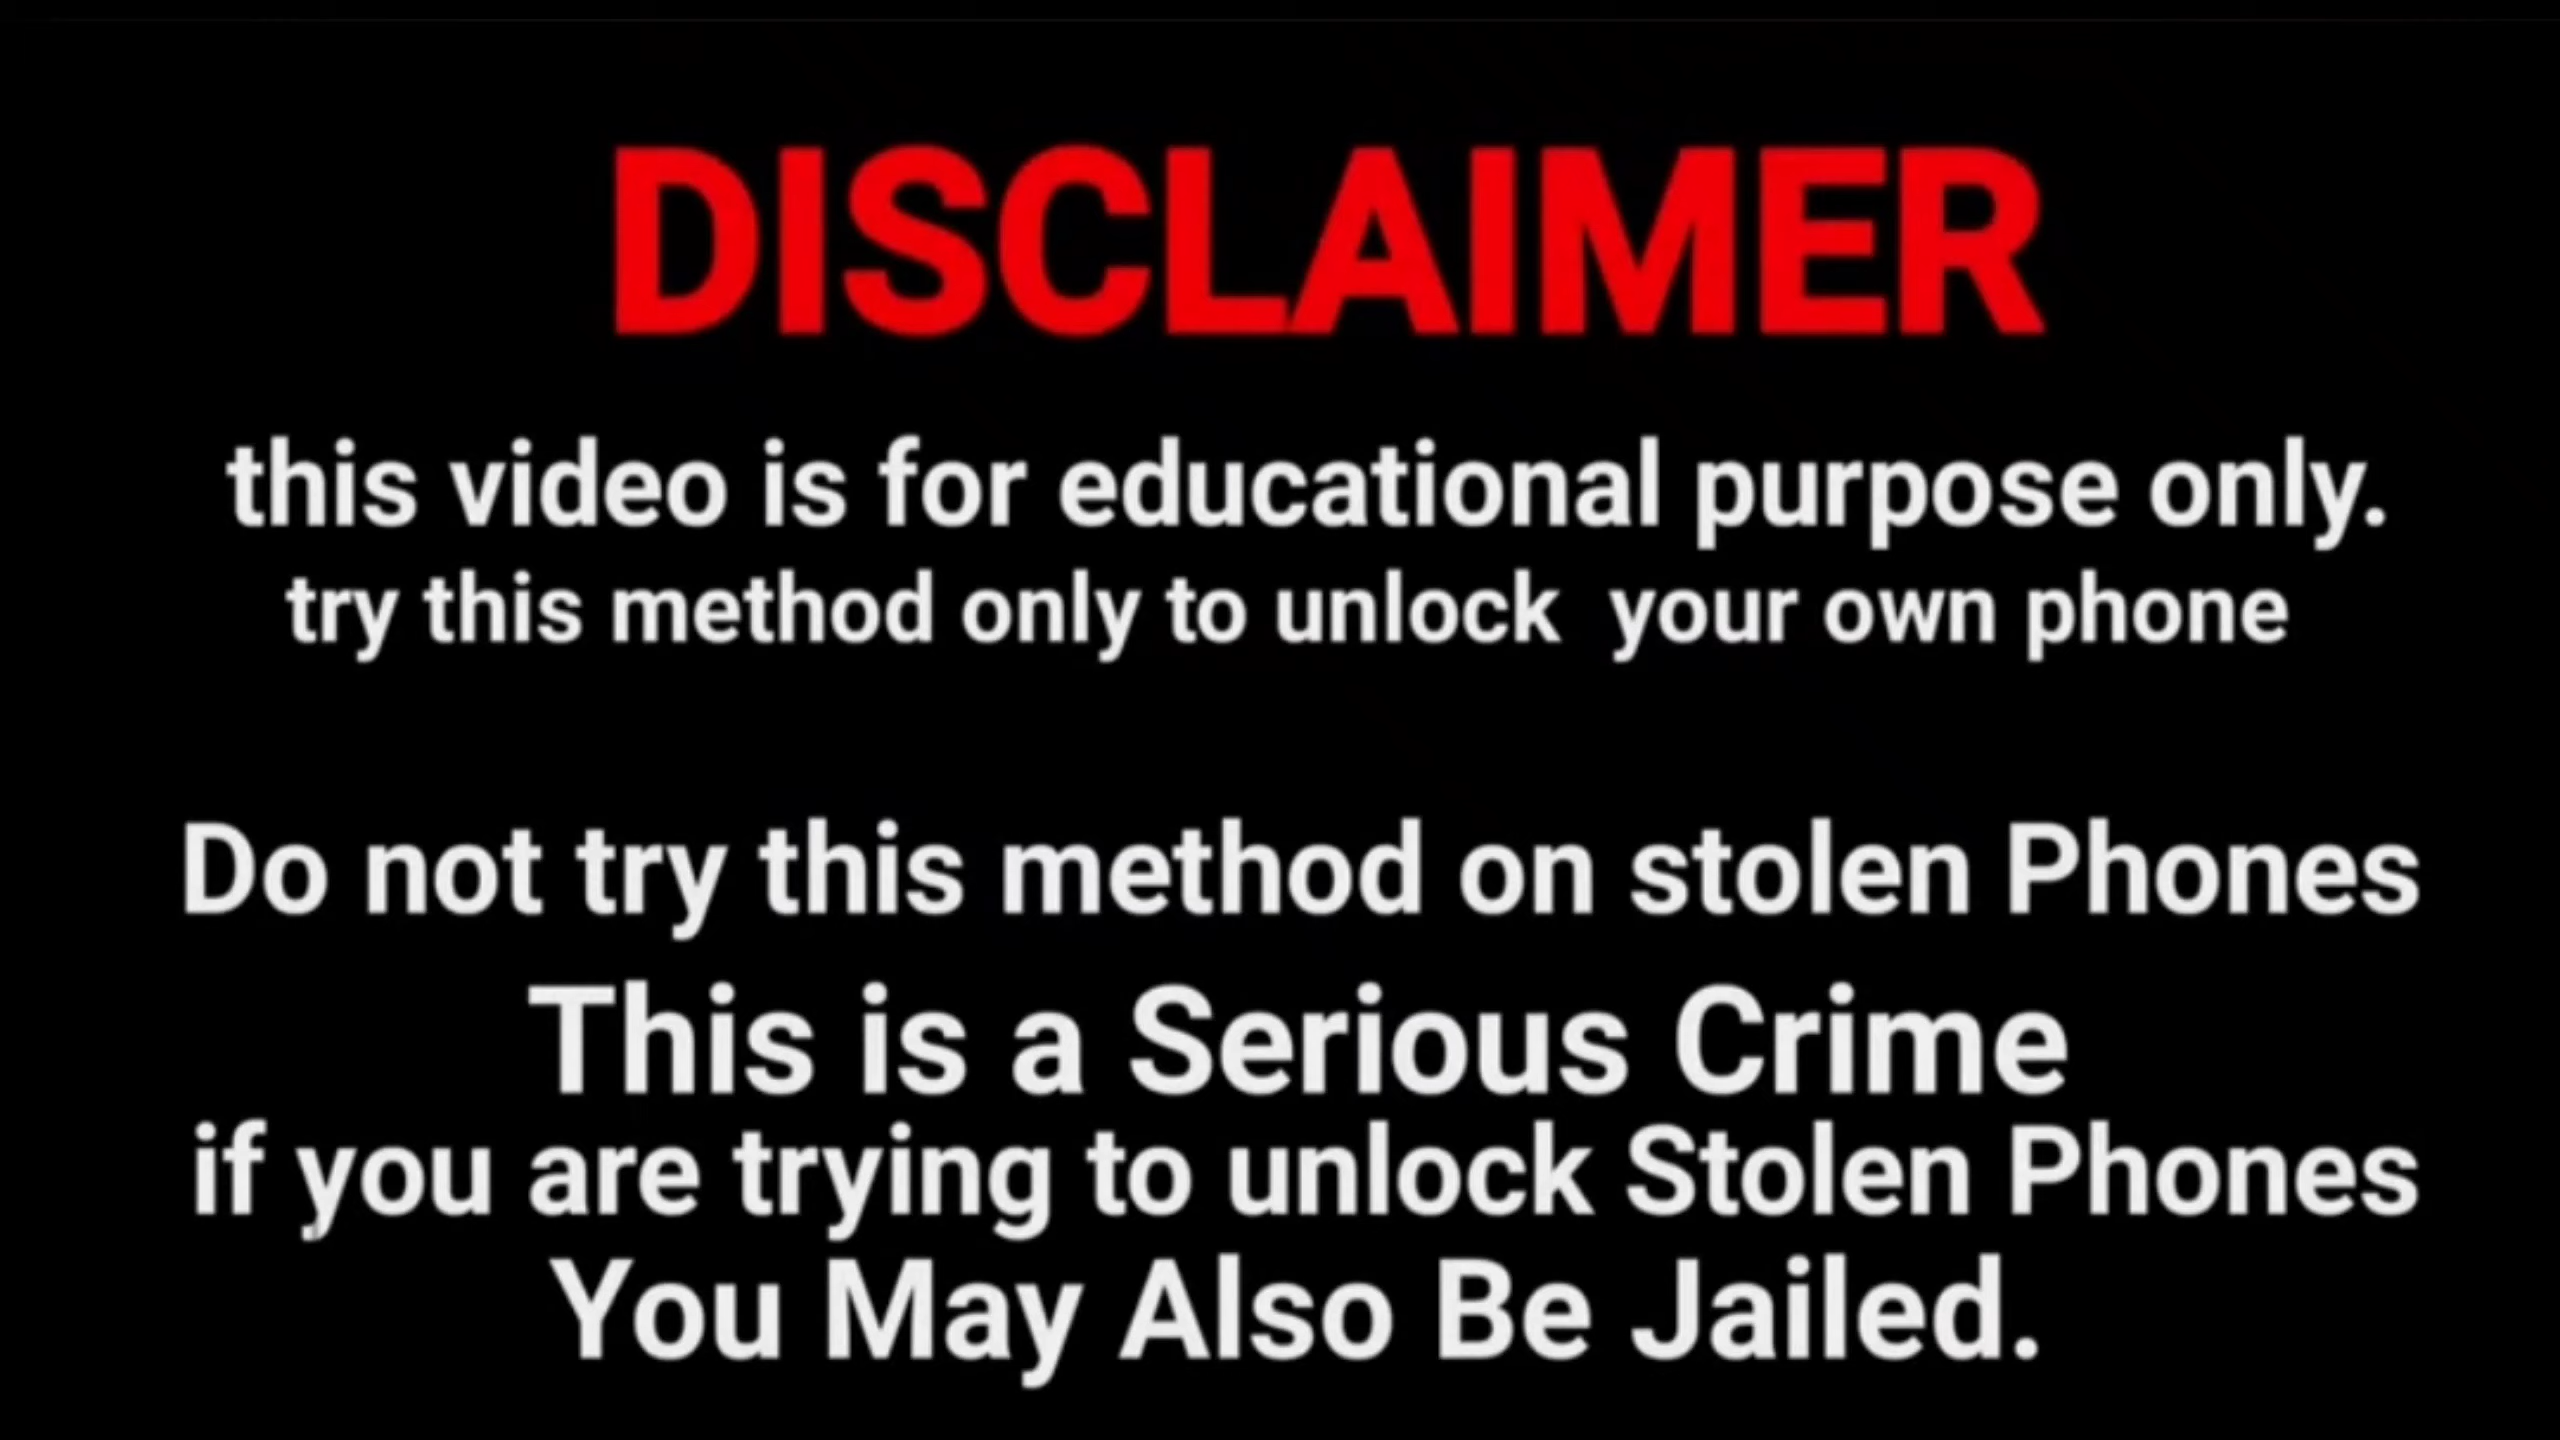 DISCLAIMER
this video is for educational purpose only.
try this method only to unlock  your own phone
Do not try this method on stolen Phones
This is a Serious Crime
if you are trying to unlock Stolen Phones
You May Also Be Jailed.